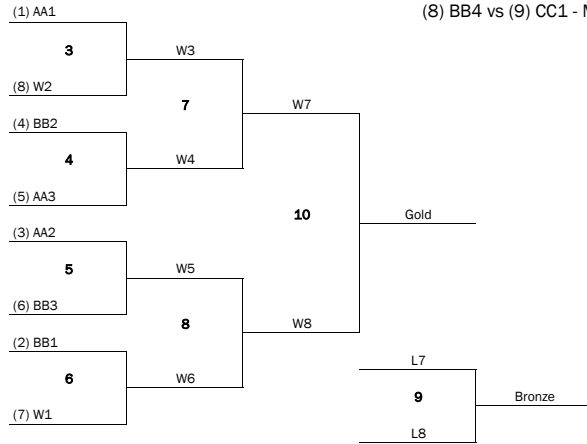 (8) BB4 vs (9) CC1 -
(1) AA1
3
W3
(8) W2
7
W7
(4) BB2
4
W4
(5) AA3
10
Gold
(3) AA2
5
W5
(6) BB3
8
W8
(2) BB1
6
W6
(7) W1
L7
9
Bronze
L8